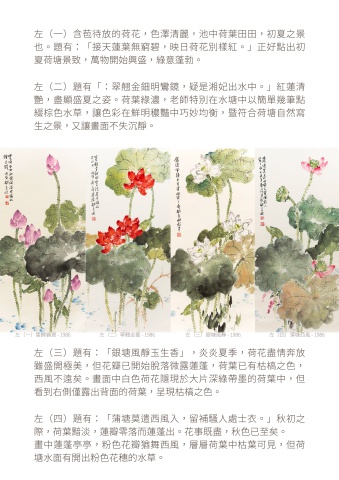 左（一）含苞待放的荷花，色澤清麗，池中荷葉田田，初夏之景
也。題有：「接天蓮葉無窮碧，映日荷花別樣紅。」正好點出初
夏荷塘景致，萬物開始興盛，綠意蓬勃。
左（二）題有「：翠翹金鈿明鸞鏡，疑是湘妃出水中。」紅蓮清
艷，盡顯盛夏之姿。荷葉綠濃，老師特別在水塘中以簡單幾筆點
綴棕色水草，讓色彩在鮮明穠豔中巧妙均衡，暨符合荷塘自然寫
生之景，又讓畫面不失沉靜。
左（三）題有：「銀塘風靜玉生香」，炎炎夏季，荷花盡情奔放
雖盛開極美，但花瓣已開始脫落微露蓮蓬，荷葉已有枯槁之色，
西風不遠矣。畫面中白色荷花隱現於大片深綠帶墨的荷葉中，但
看到右側僅露出背面的荷葉，呈現枯槁之色。
左（四）題有：「蒲塘莫遣西風入，留補騷人處士衣。」秋初之
際，荷葉黯淡，蓮瓣零落而蓮蓬出。花事既盡，秋色已至矣。
畫中蓮蓬亭亭，粉色花瓣猶舞西風，層層荷葉中枯葉可見，但荷
塘水面有開出粉色花穗的水草。